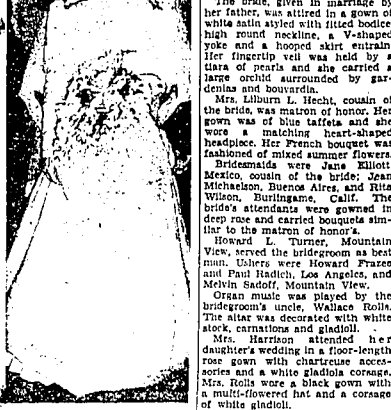 The bride, given in marriage by
her father, was attired in a gown of
white satin styled with fitted bodice
high round neckline, a V-shaped
yoke and a hooped skirt entrain
Her fingertip veil was held by a
tiara of pearls and she carried a
large orchid surrounded by gar-
denias and bouvardia.
Mrs. Lilburn L. Hecht, cousin of
the bride, was matron of honor. Her
gown was of blue taffeta and she
wore a matching heart-shaped
headpiece. Her French bouquet was
fashioned of mixed summer flowers.
Bridesmaids were Jane Elliott
Mexico, cousin of the bride; Jean
Michaelson, Buenos Aires, and Rita
Wilson, Burlingame, Calif. The
bride's attendants were gowned in
deep rose and carried bouquets sim-
ilar to the matron of honor's.
Howard L. Turner, Mountain
View, served the bridegroom as best
man. Ushers were Howard Frazee
and Paul Radich, Los Angeles, and
Melvin Sadoff, Mountain View.
Organ music was played by the
bridegroom's uncle, Wallace Rolls.
The altar was decorated with white
stock, carnations and gladioli.
Mrs. Harrison attended her
daughter's wedding in a floor-length
rose gown with chartreuse acces-
sories and a white gladiola corsage.
Mrs. Rolls wore a black gown with
a multi-flowered hat and a corsage
of white gladioli.